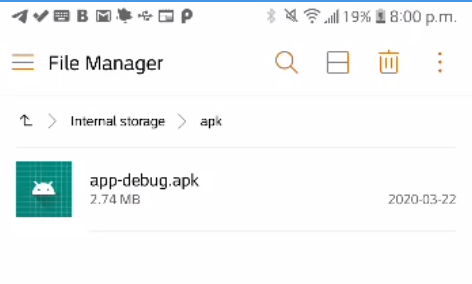 19% 8:00 p.m.
File Manager
Internal storage apk
app-debug.apk
2.74 MB 2020-03-22